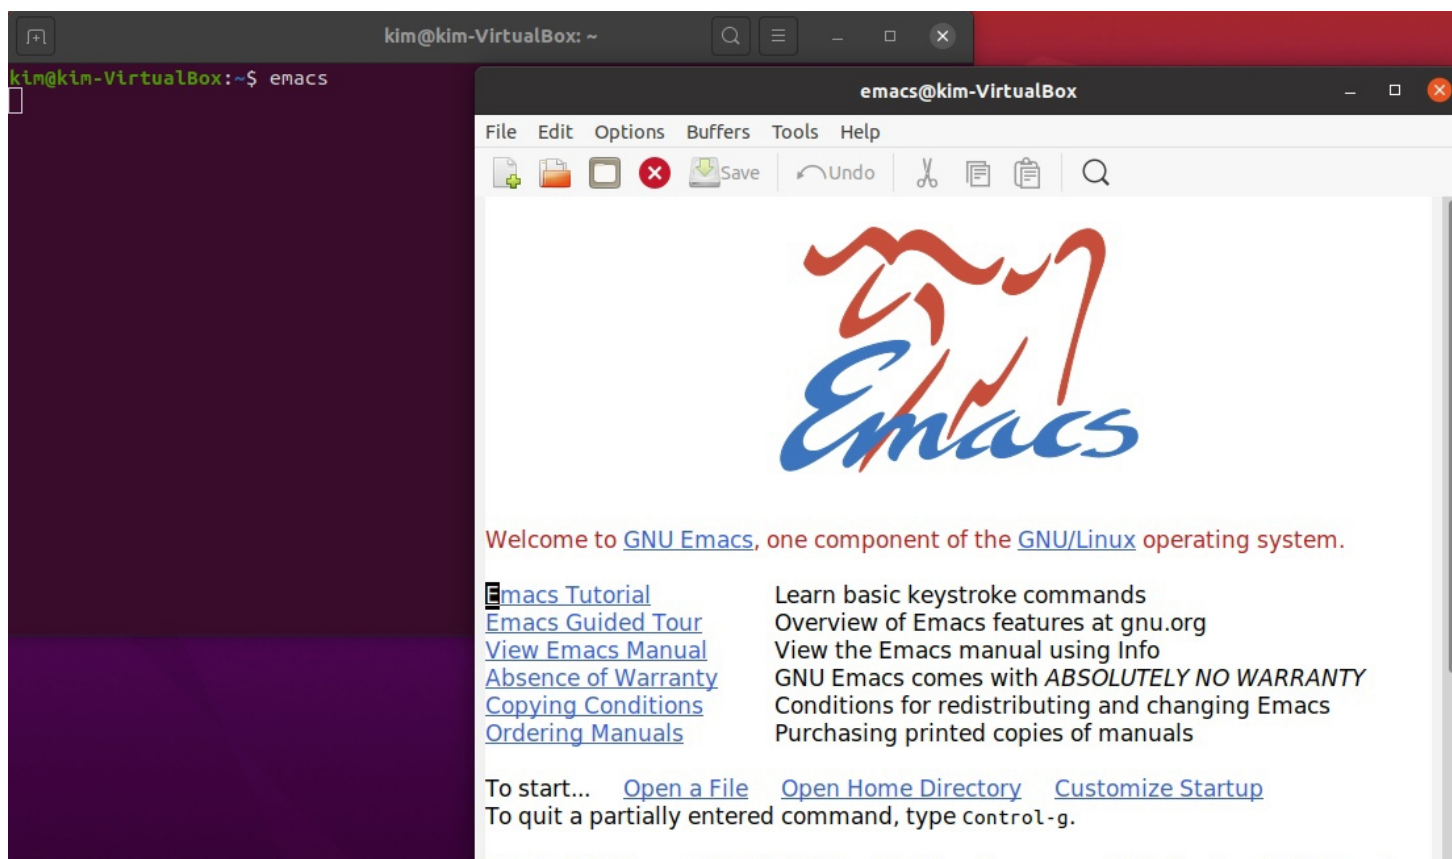 kim@kim-VirtualBox: ~
kim@kim-VirtualBox:~$ emacs
emacs@kim-VirtualBox
File Edit Options Buffers Tools Help
Save Undo
Emacs
Welcome to GNU Emacs, one component of the GNU/Linux operating system.
Emacs Tutorial Learn basic keystroke commands
Emacs Guided Tour Overview of Emacs features at gnu.org
View Emacs Manual View the Emacs manual using Info
Absence of Warranty GNU Emacs comes with ABSOLUTELY NO WARRANTY
Copying Conditions Conditions for redistributing and changing Emacs
Ordering Manuals Purchasing printed copies of manuals
To start... Open a File Open Home Directory Customize Startup
To quit a partially entered command, type Control-g.